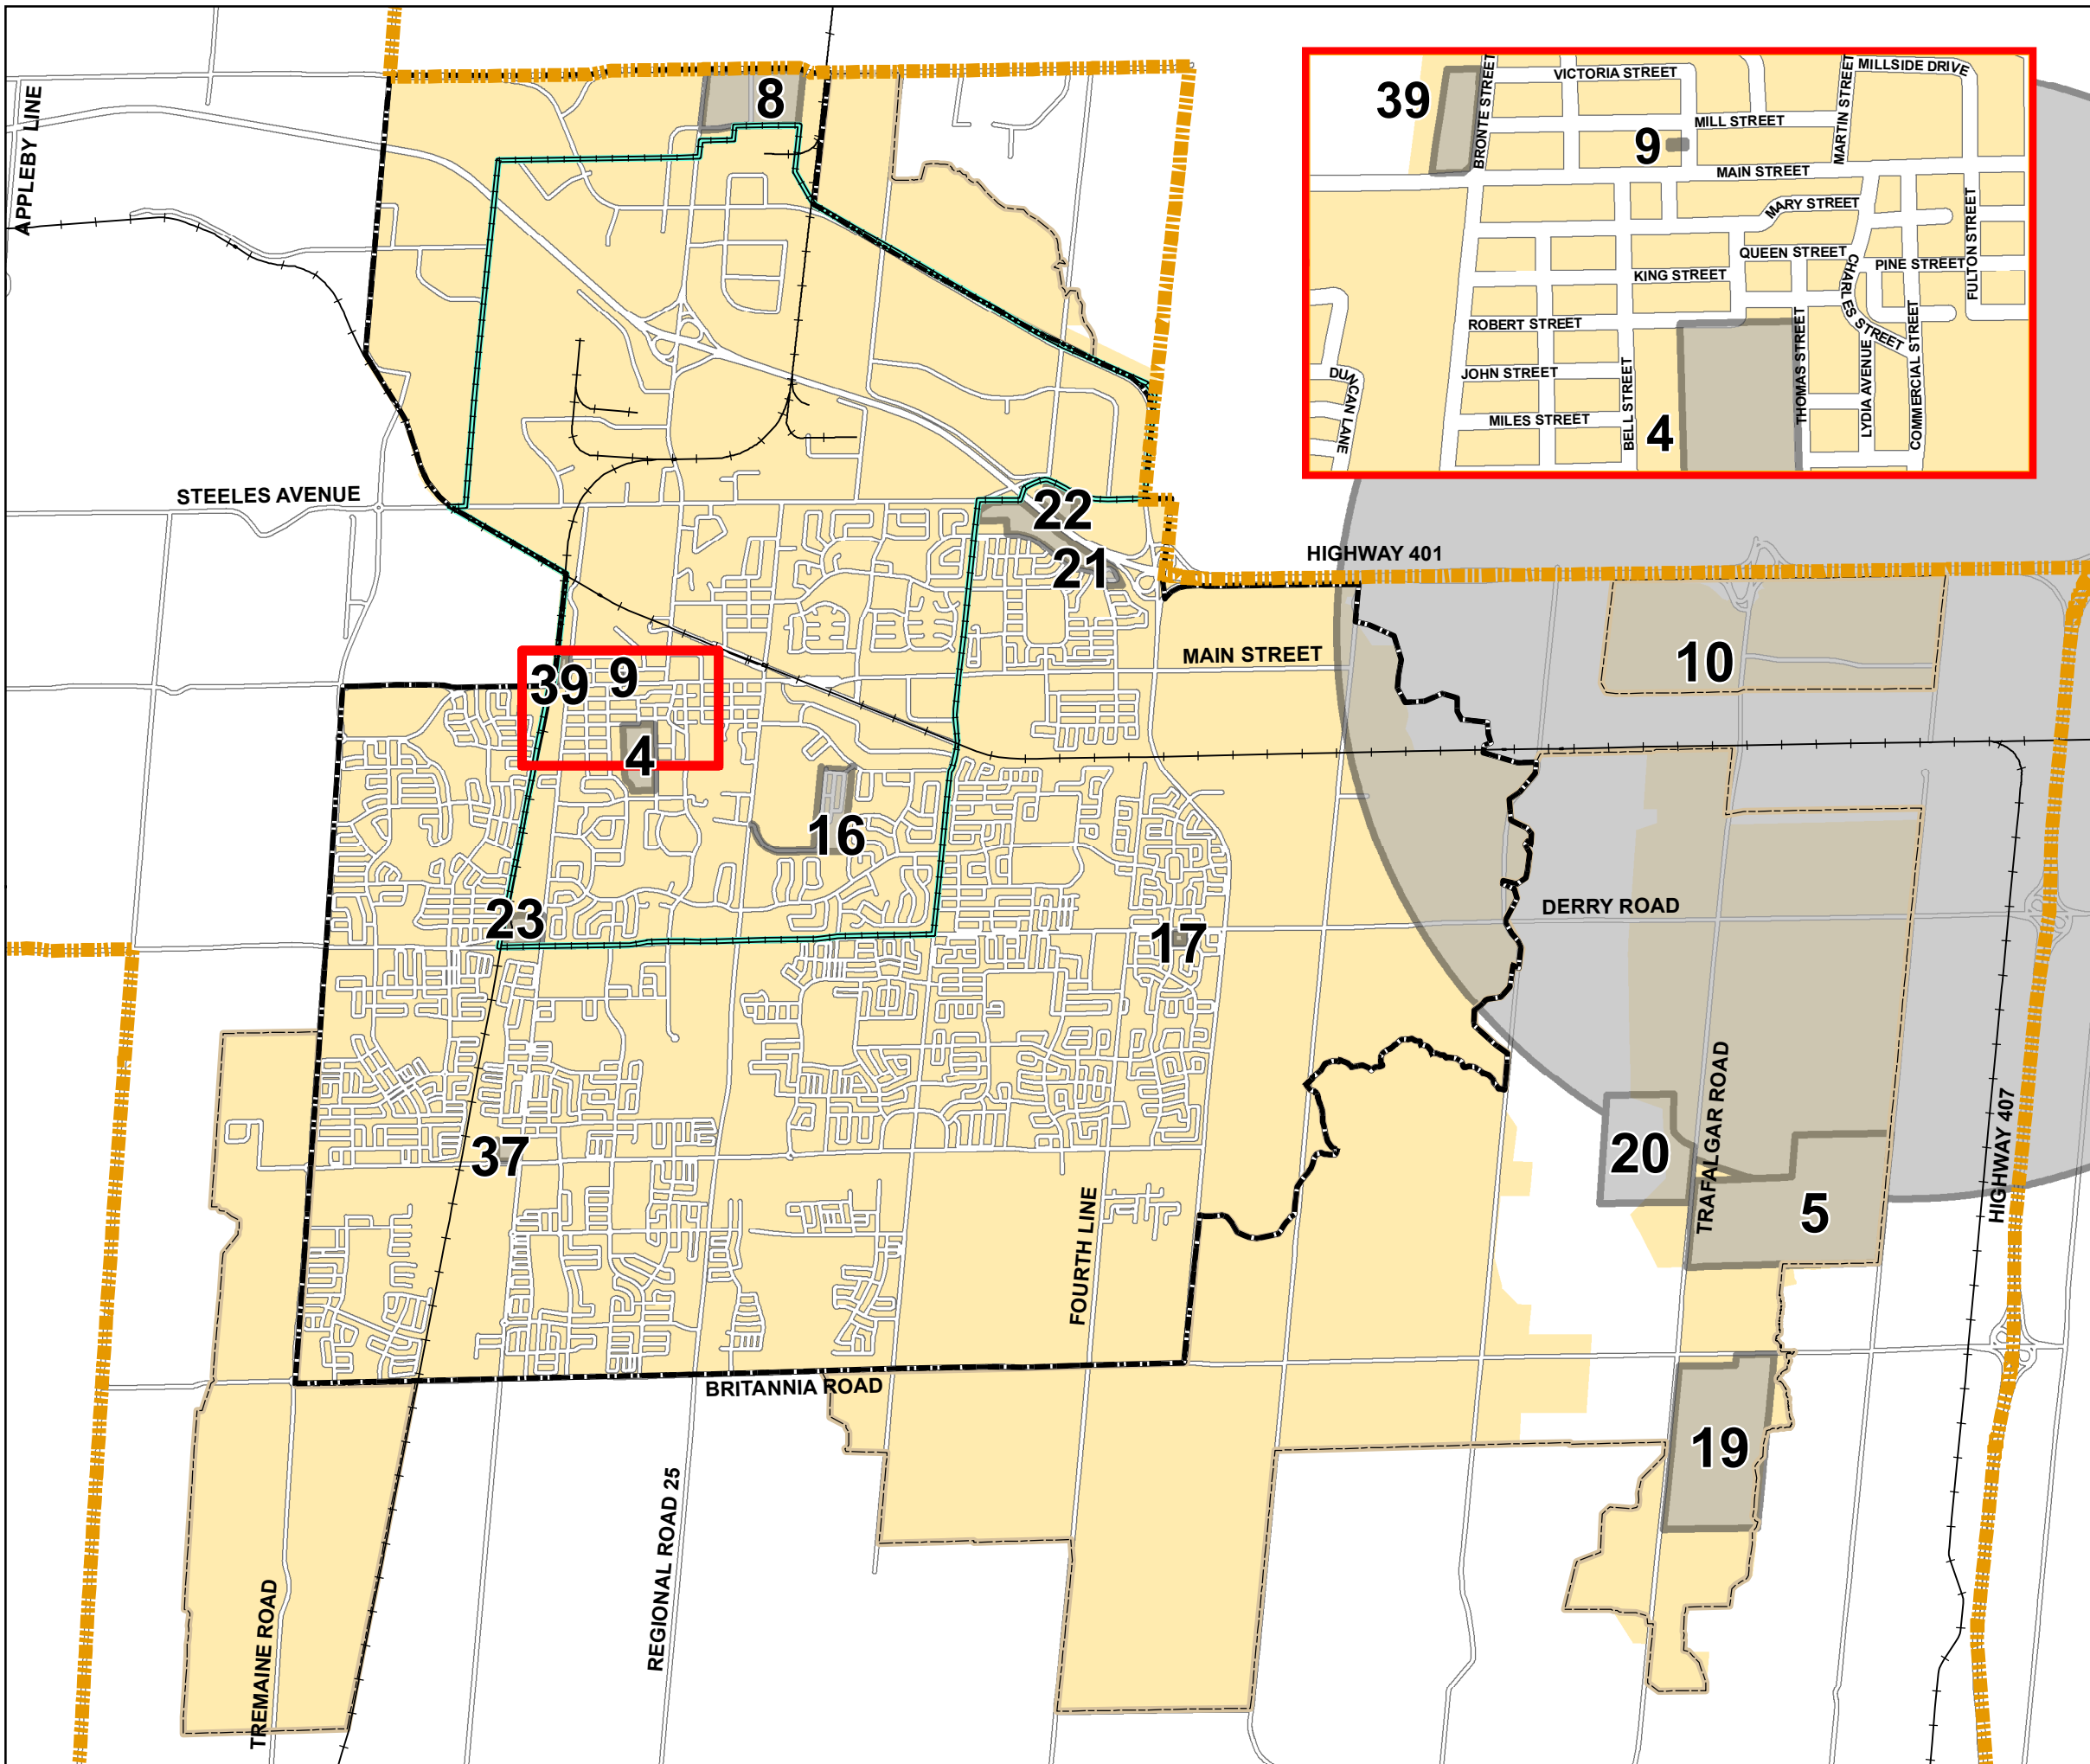 APPLEBY LINE
8
STEELES AVENUE
22
21
HIGHWAY 401
MAIN STREET
10
39
9
4
16
23
17
DERRY ROAD
37
20
TRAFALGAR ROAD
5
HIGHWAY 407
FOURTH LINE
BRITANNIA ROAD
19
REGIONAL ROAD 25
TREMAINE ROAD
39
BRONTE STREET
VICTORIA STREET
MARTIN STREET
MILLSIDE DRIVE
MILL STREET
9
MAIN STREET
MARY STREET
FULTON STREET
QUEEN STREET
PINE STREET
KING STREET
CHARLES STREET
ROBERT STREET
THOMAS STREET
COMMERCIAL STREET
LYDIA AVENUE
JOHN STREET
DUNCAN LANE
BELL STREET
MILES STREET
4